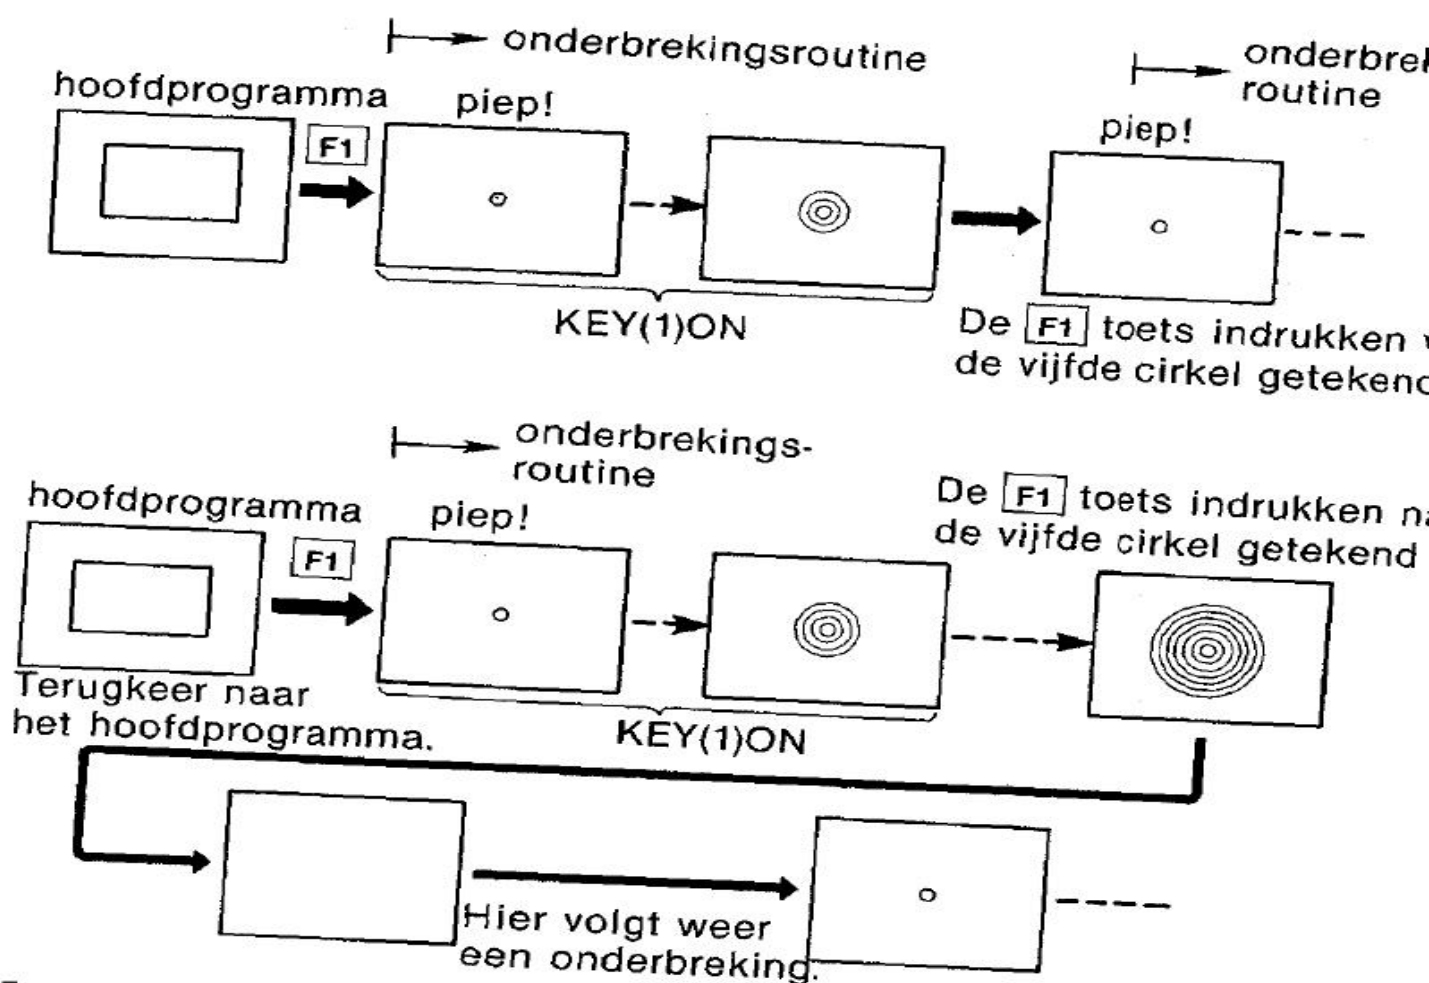 onderbrekingsroutine
hoofdprogramma
F1
piep!
routine
piep!
KEY(1)ON
De F1 toets indrukken
de vijfde cirkel
onderbrekings-
routine
hoofdprogramma
F1
piep!
De F1 toets indrukken
de vijfde cirkel getekend
KEY(1)ON
Terugkeer naar
het hoofdprogramma.
Hier volgt weer
een onderbreking.